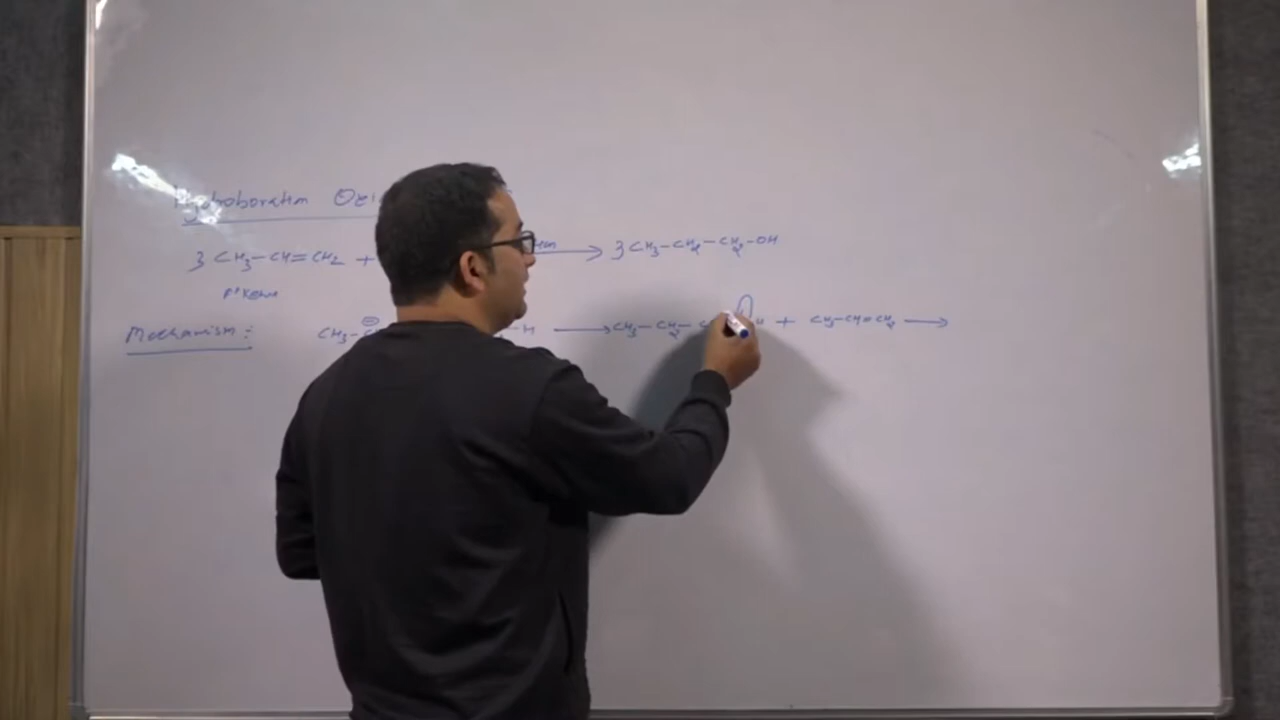 Hydroboration Oxi
3 CH3-CH=CH2 + → 3 CH3-CH2-CH2-OH
Alkene
Mechanism: CH3- -H → CH3-CH2- + CH3-CH=CH2 →